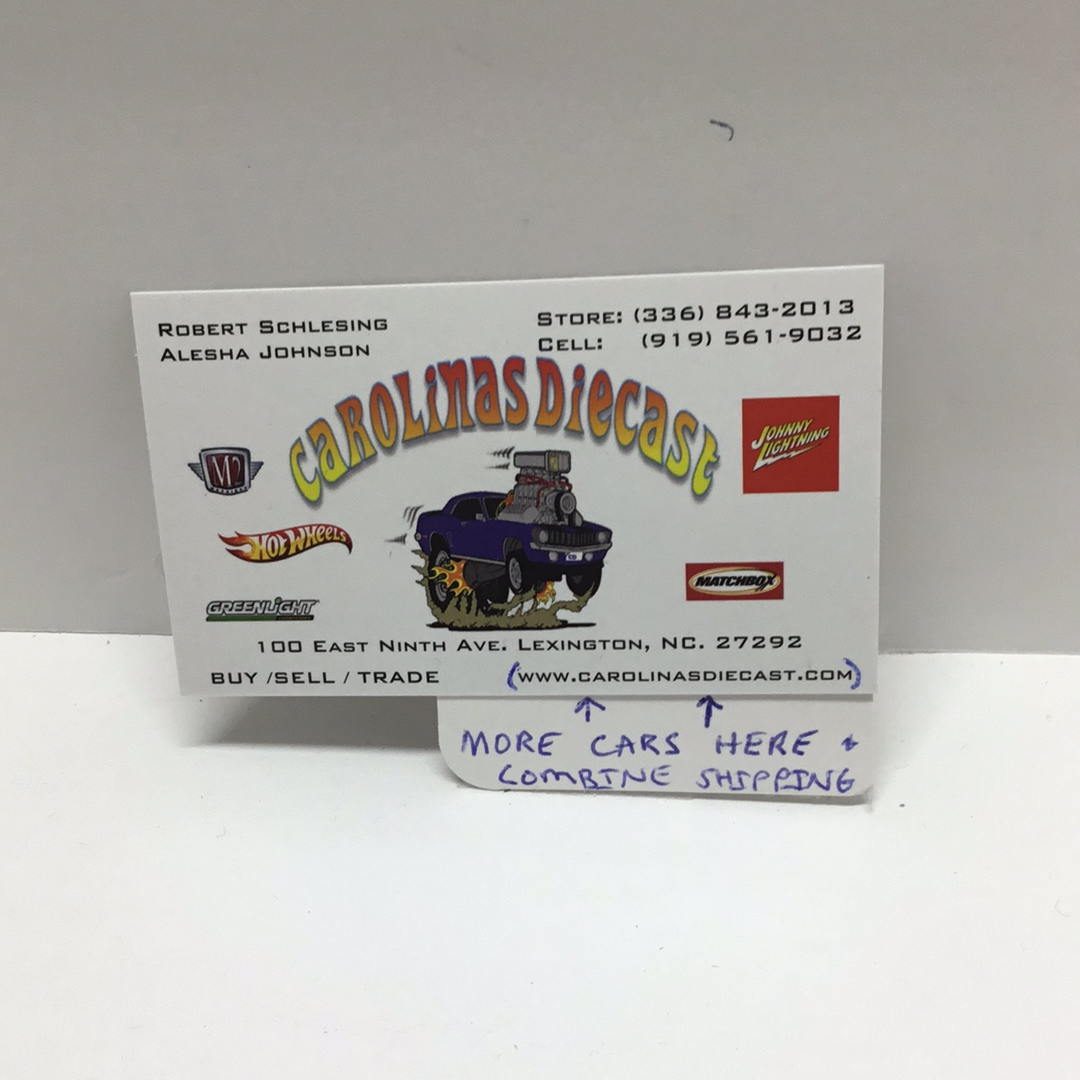 ROBERT SCHLESING
ALESHA JOHNSON
STORE: (336) 843-2013
CELL: (919) 561-9032
CAROLiNAS DiECAST
M2
JOHNNY
LIGHTNING
HOT WHEELS
MATCHBOX
GREENLIGHT
100 EAST NINTH AVE. LEXINGTON, NC. 27292
BUY /SELL / TRADE
(WWW.CAROLINASDIECAST.COM)
↑ ↑
MORE CARS HERE +
COMBINE SHIPPING